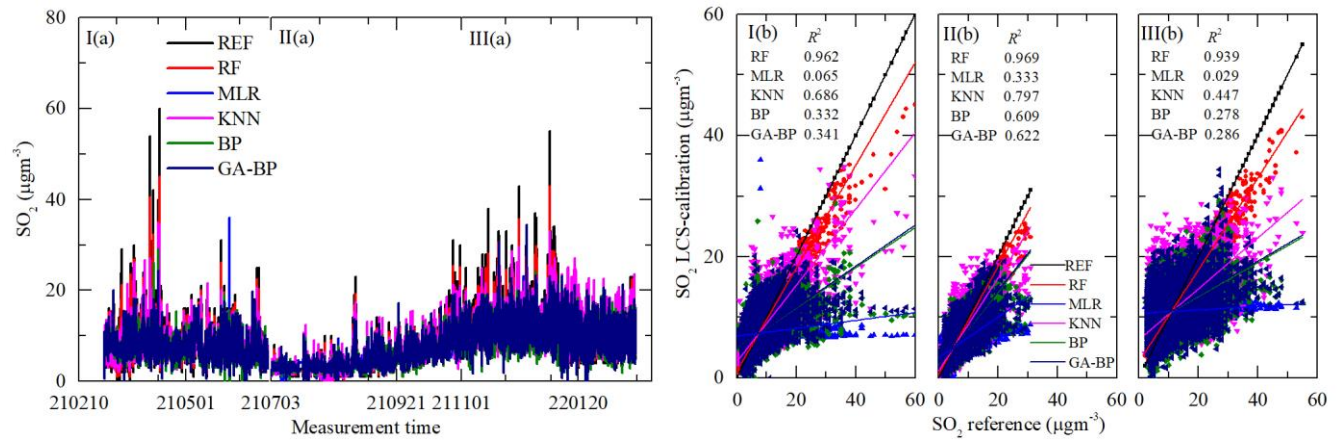 SO₂ (μgm⁻³)
80
60
40
20
0
I(a)
II(a)
III(a)
REF
RF
MLR
KNN
BP
GA-BP
210210
210501
210703
210921
211101
220120
Measurement time
SO₂ LCS-calibration (μgm⁻³)
60
40
20
0
I(b)
R²
RF 0.962
MLR 0.065
KNN 0.686
BP 0.332
GA-BP 0.341
II(b)
R²
RF 0.969
MLR 0.333
KNN 0.797
BP 0.609
GA-BP 0.622
REF
RF
MLR
KNN
BP
GA-BP
III(b)
R²
RF 0.939
MLR 0.029
KNN 0.447
BP 0.278
GA-BP 0.286
0 20 40 60
0 20 40 60
0 20 40 60
SO₂ reference (μgm⁻³)